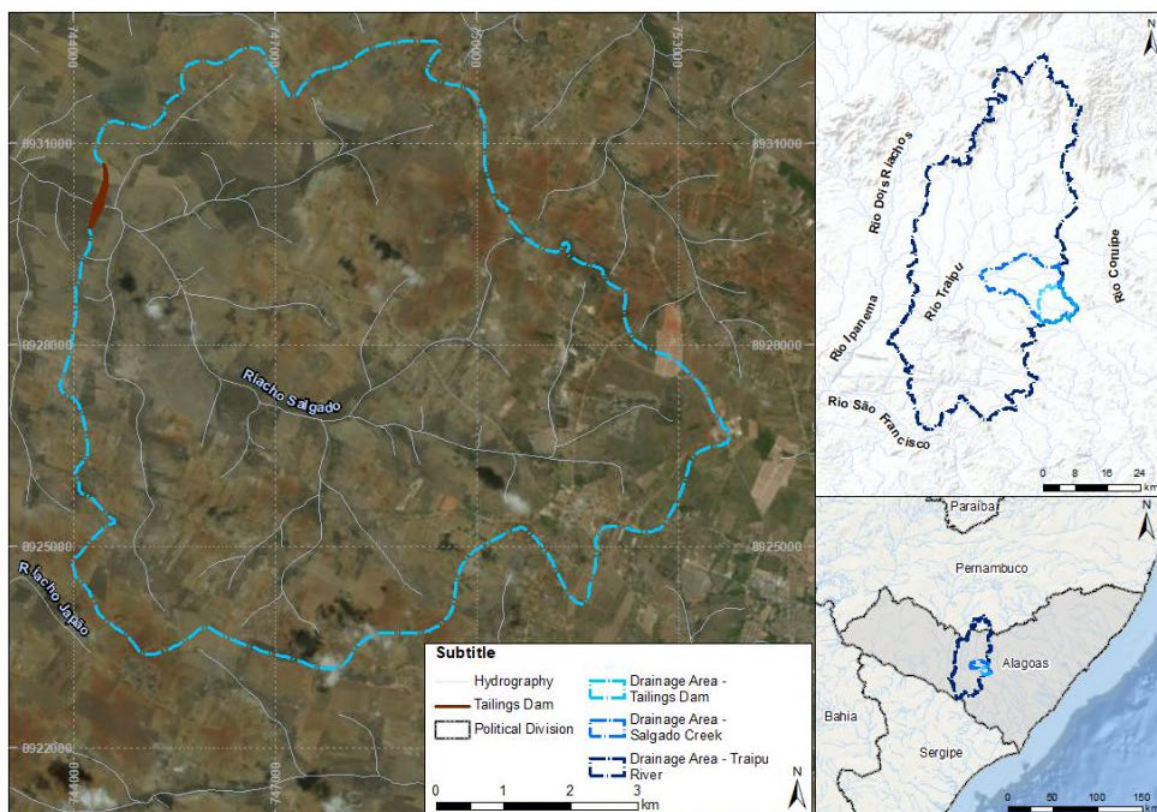 744000
747000
750000
753000
8931000
8931000
8928000
8928000
Riacho Salgado
8925000
8925000
Riacho Japão
8922000
744000
Subtitle
Hydrography
Tailings Dam
Political Division
Drainage Area -
Tailings Dam
Drainage Area -
Salgado Creek
Drainage Area - Traipu
River
0 1 2 3
km
N
N
Rio Dois Riachos
Rio Coruipe
Rio Traipu
Rio Ipanema
Rio São Francisco
0 8 16 24
km
N
Paraíba
Pernambuco
Alagoas
Bahia
Sergipe
0 50 100 150
km